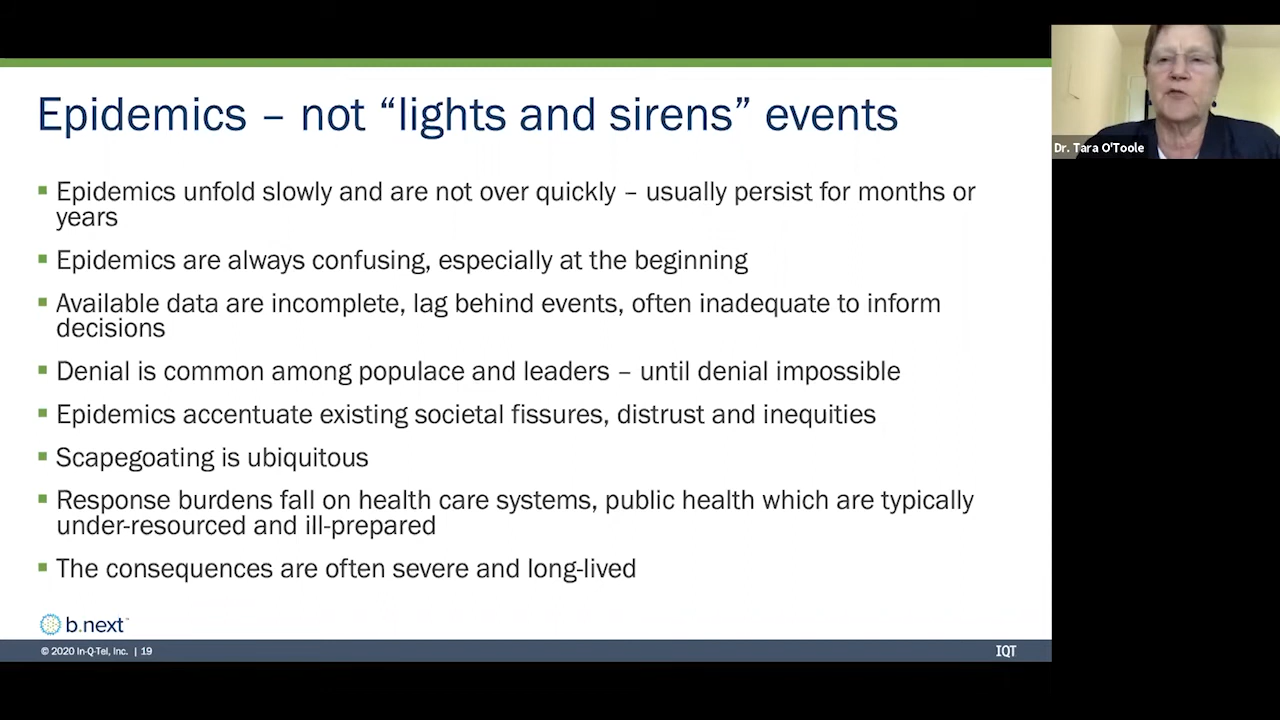 Epidemics – not “lights and sirens” events
Dr. Tara O'Toole
▪ Epidemics unfold slowly and are not over quickly – usually persist for months or
years
▪ Epidemics are always confusing, especially at the beginning
▪ Available data are incomplete, lag behind events, often inadequate to inform
decisions
▪ Denial is common among populace and leaders – until denial impossible
▪ Epidemics accentuate existing societal fissures, distrust and inequities
▪ Scapegoating is ubiquitous
▪ Response burdens fall on health care systems, public health which are typically
under-resourced and ill-prepared
▪ The consequences are often severe and long-lived
b.next™
© 2020 In-Q-Tel, Inc. | 19
IQT